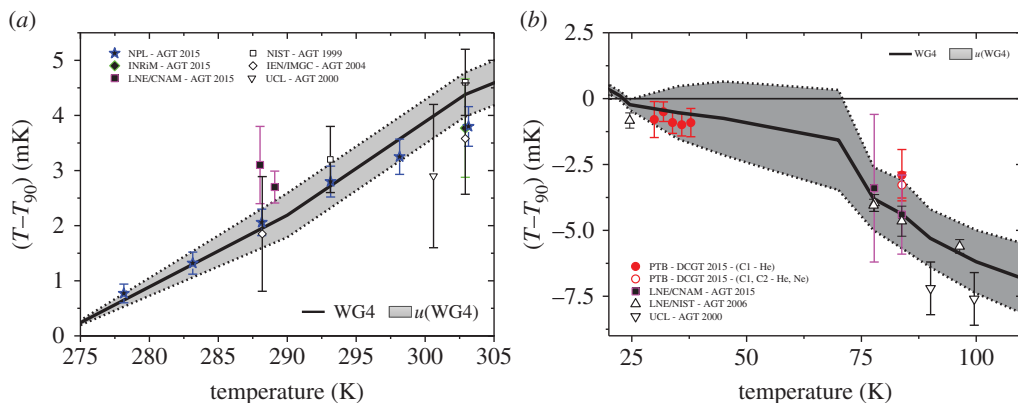 (a)
NPL - AGT 2015
INRiM - AGT 2015
LNE/CNAM - AGT 2015
NIST - AGT 1999
IEN/IMGC - AGT 2004
UCL - AGT 2000
(T–T90) (mK)
5
4
3
2
1
0
WG4
u(WG4)
275
280
285
290
295
300
305
temperature (K)
(b)
WG4
u(WG4)
(T–T90) (mK)
2.5
0
−2.5
−5.0
−7.5
PTB - DCGT 2015 - (C1 - He)
PTB - DCGT 2015 - (C1, C2 - He, Ne)
LNE/CNAM - AGT 2015
LNE/NIST - AGT 2006
UCL - AGT 2000
25
50
75
100
temperature (K)